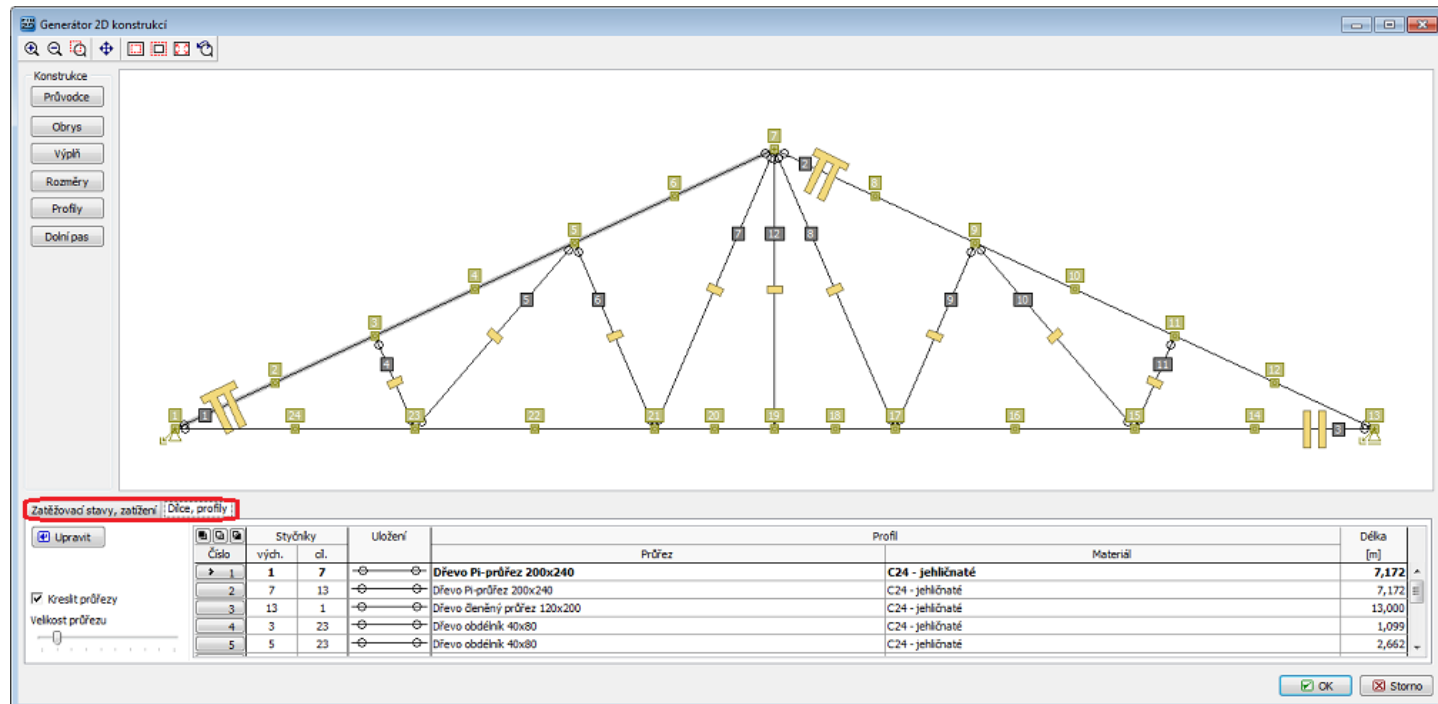 Generátor 2D konstrukcí
Konstrukce
Průvodce
Obrys
Výplň
Rozměry
Profily
Dolní pas
7
2
6
8
5
7
12
8
9
4
10
5
6
9
10
3
11
4
11
2
12
1
1
24
23
22
21
20
19
18
17
16
15
14
3
13
Zatěžovací stavy, zatížení Dílce, profily
Upravit
Kreslit průřezy
Velikost průřezu
Styčníky Uložení Profil Délka
Číslo vých. cíl. Průřez Materiál [m]
1 1 7 Dřevo Pi-průřez 200x240 C24 - jehličnaté 7,172
2 7 13 Dřevo Pi-průřez 200x240 C24 - jehličnaté 7,172
3 13 1 Dřevo členěný průřez 120x200 C24 - jehličnaté 13,000
4 3 23 Dřevo obdélník 40x80 C24 - jehličnaté 1,099
5 5 23 Dřevo obdélník 40x80 C24 - jehličnaté 2,662
OK Storno